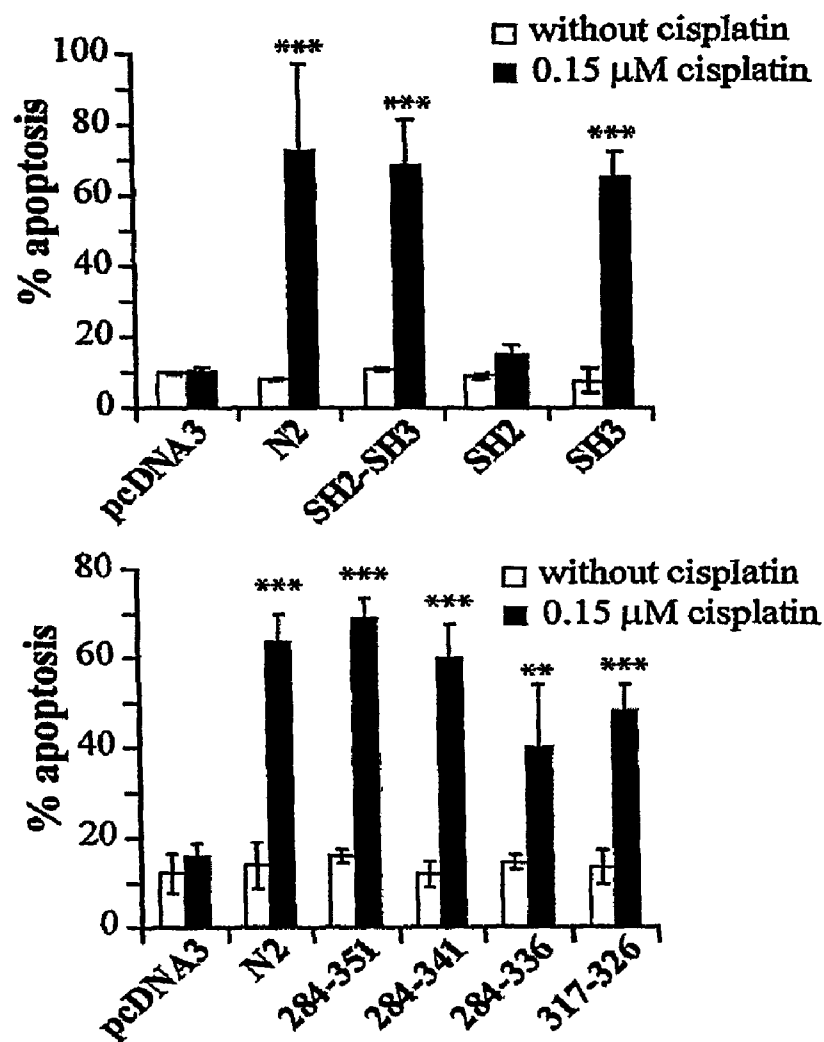 without cisplatin
0.15 μM cisplatin
100
80
60
40
20
0
% apoptosis
***
***
***
pcDNA3
N2
SH2-SH3
SH2
SH3
without cisplatin
0.15 μM cisplatin
80
60
40
20
0
% apoptosis
***
***
***
**
***
pcDNA3
N2
284-351
284-341
284-336
317-326